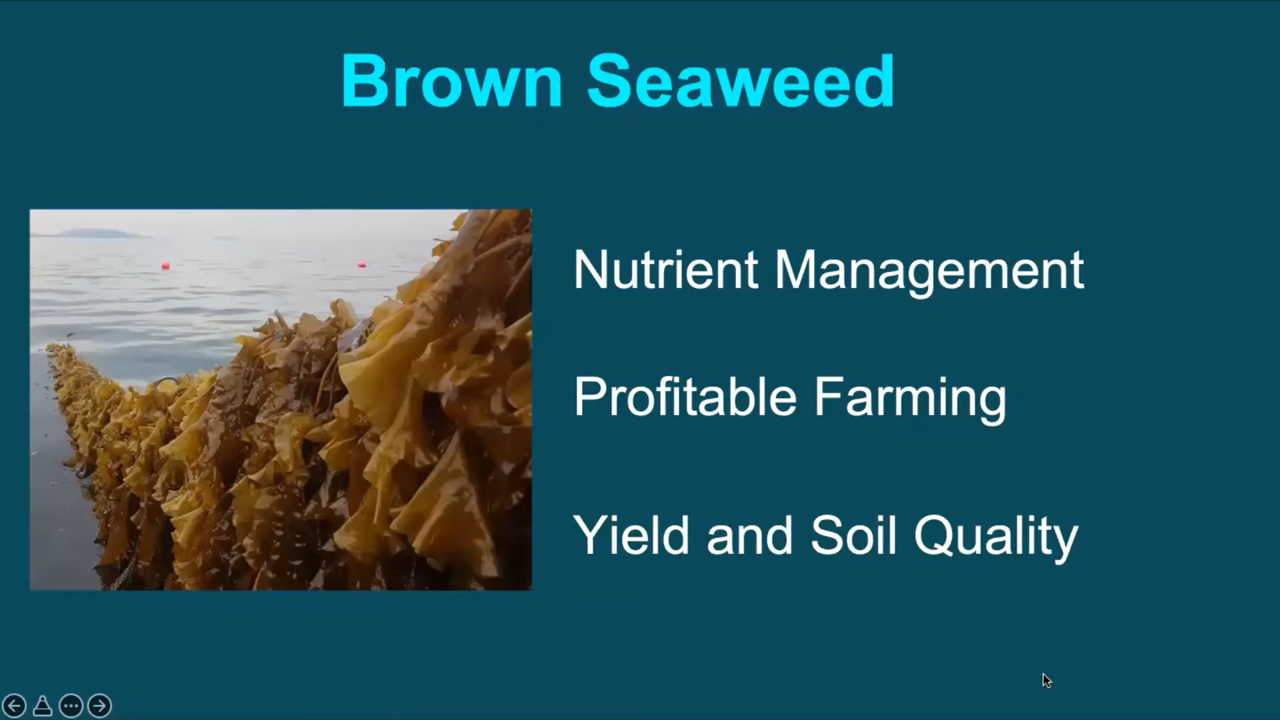 Brown Seaweed
Nutrient Management
Profitable Farming
Yield and Soil Quality